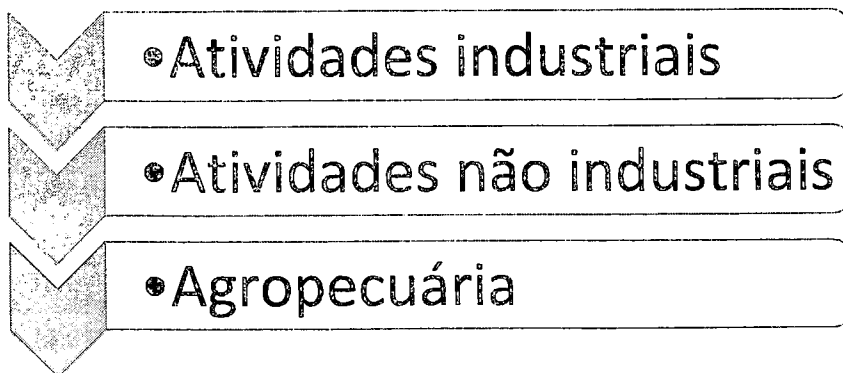 •Atividades industriais
•Atividades não industriais
•Agropecuária